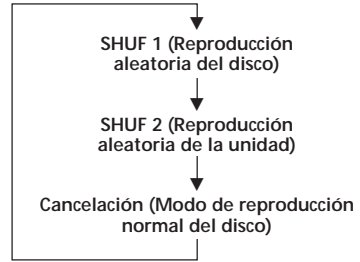 SHUF 1 (Reproducción
aleatoria del disco)
SHUF 2 (Reproducción
aleatoria de la unidad)
Cancelación (Modo de reproducción
normal del disco)